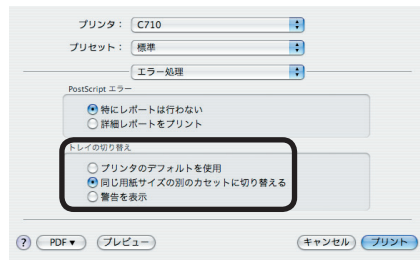 プリンタ： C710
プリセット： 標準
エラー処理
PostScript エラー
特にレポートは行わない
詳細レポートをプリント
トレイの切り替え
プリンタのデフォルトを使用
同じ用紙サイズの別のカセットに切り替える
警告を表示
? PDF▼ プレビュー キャンセル プリント